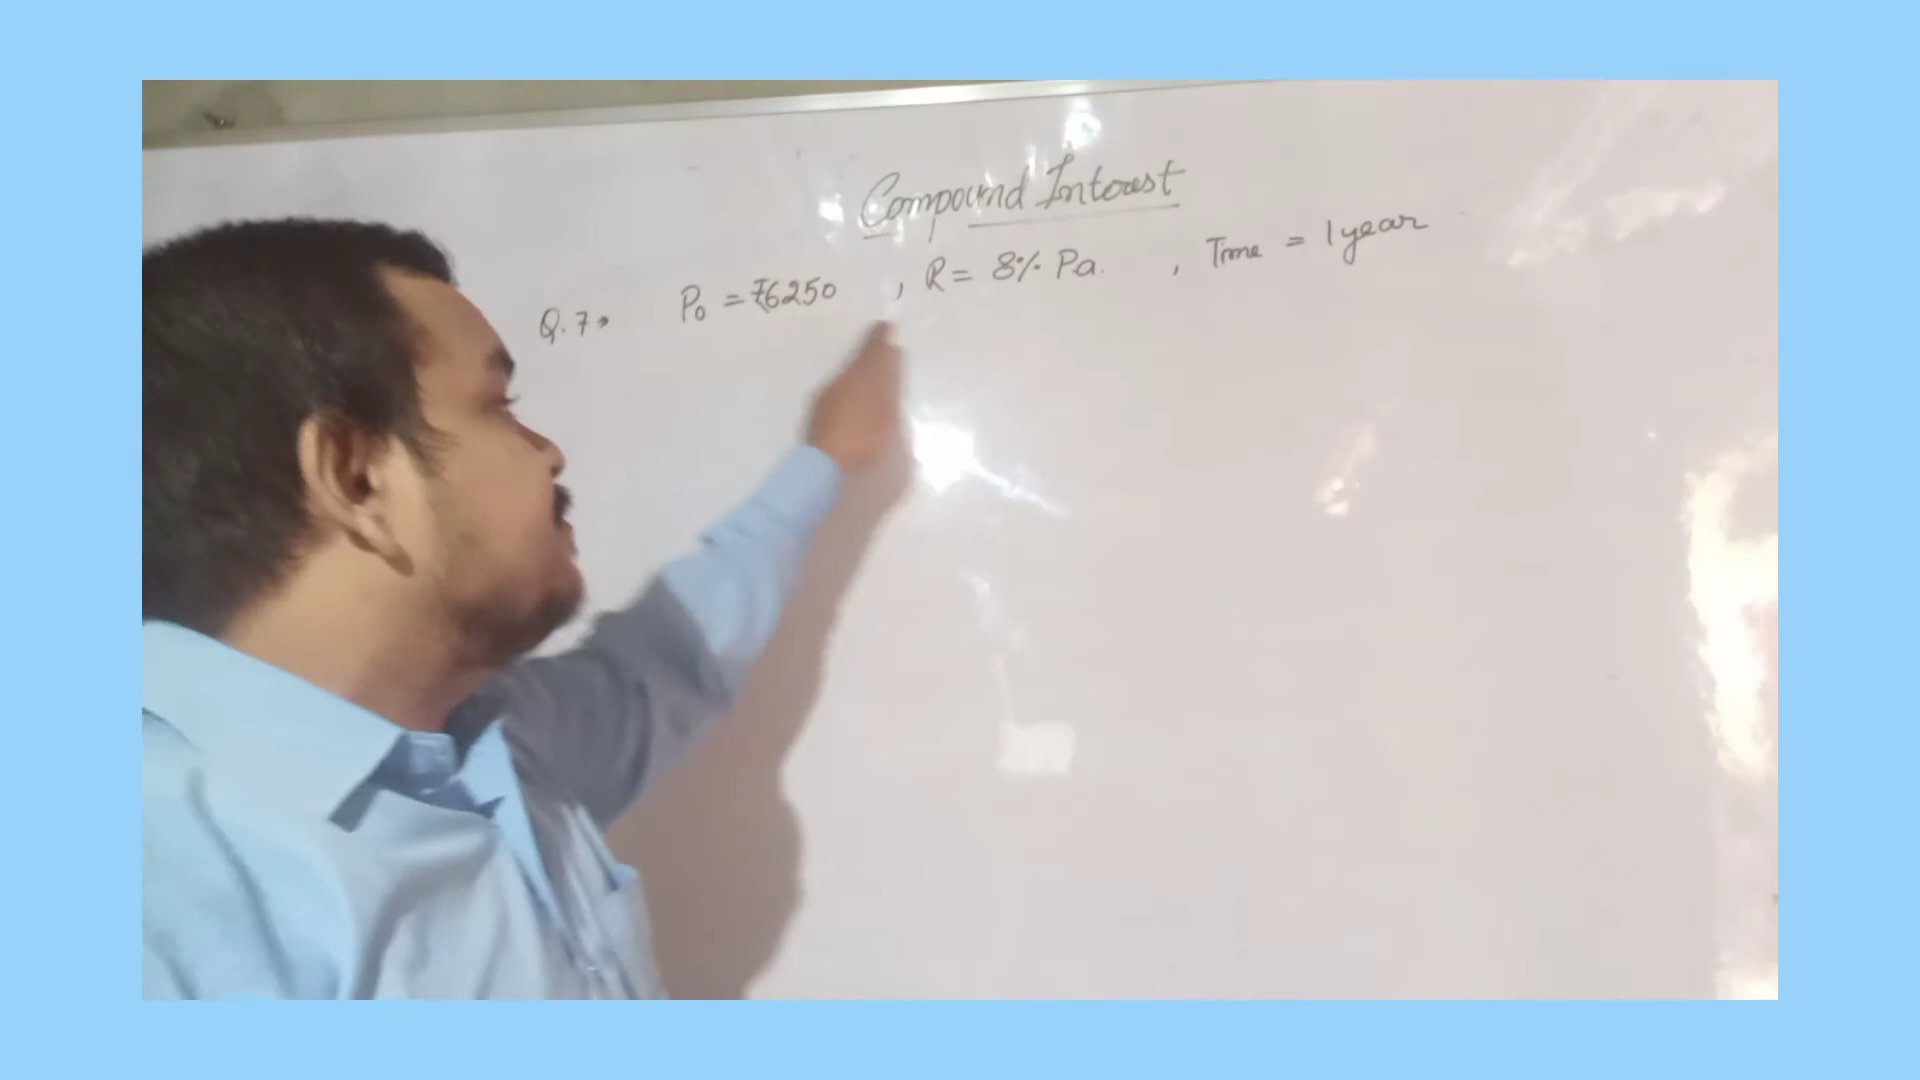 Compound Interest
Q.7→ P₀ = ₹6250 , R = 8% Pa. , Time = 1 year